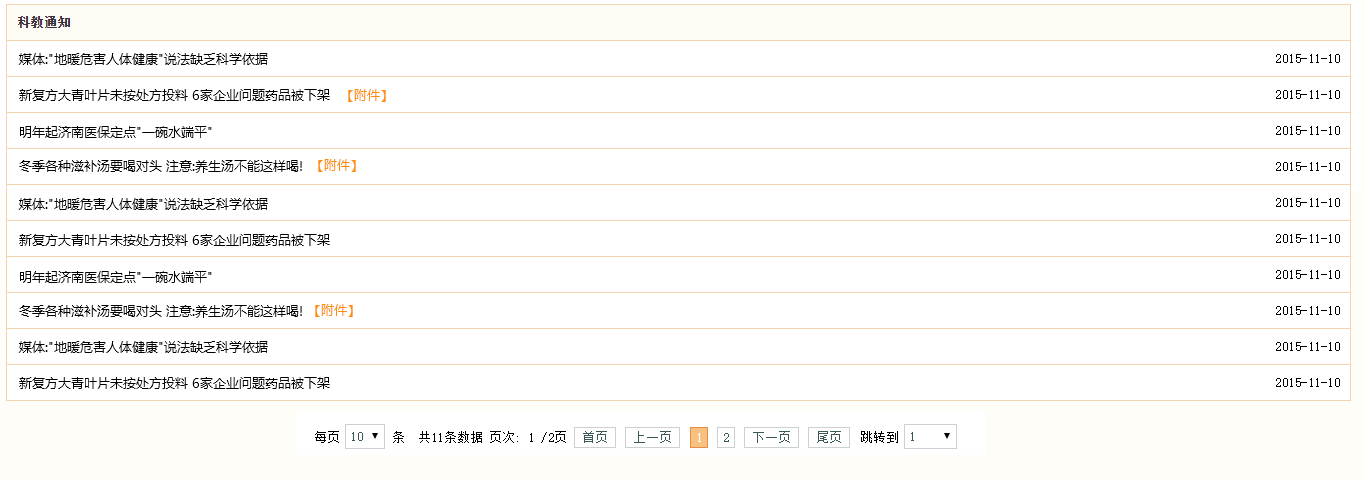 科教通知
媒体:"地暖危害人体健康"说法缺乏科学依据 2015-11-10
新复方大青叶片未按处方投料 6家企业问题药品被下架 【附件】 2015-11-10
明年起济南医保定点"一碗水端平" 2015-11-10
冬季各种滋补汤要喝对头 注意:养生汤不能这样喝! 【附件】 2015-11-10
媒体:"地暖危害人体健康"说法缺乏科学依据 2015-11-10
新复方大青叶片未按处方投料 6家企业问题药品被下架 2015-11-10
明年起济南医保定点"一碗水端平" 2015-11-10
冬季各种滋补汤要喝对头 注意:养生汤不能这样喝! 【附件】 2015-11-10
媒体:"地暖危害人体健康"说法缺乏科学依据 2015-11-10
新复方大青叶片未按处方投料 6家企业问题药品被下架 2015-11-10
每页 10 条 共11条数据 页次: 1 /2页 首页 上一页 1 2 下一页 尾页 跳转到 1